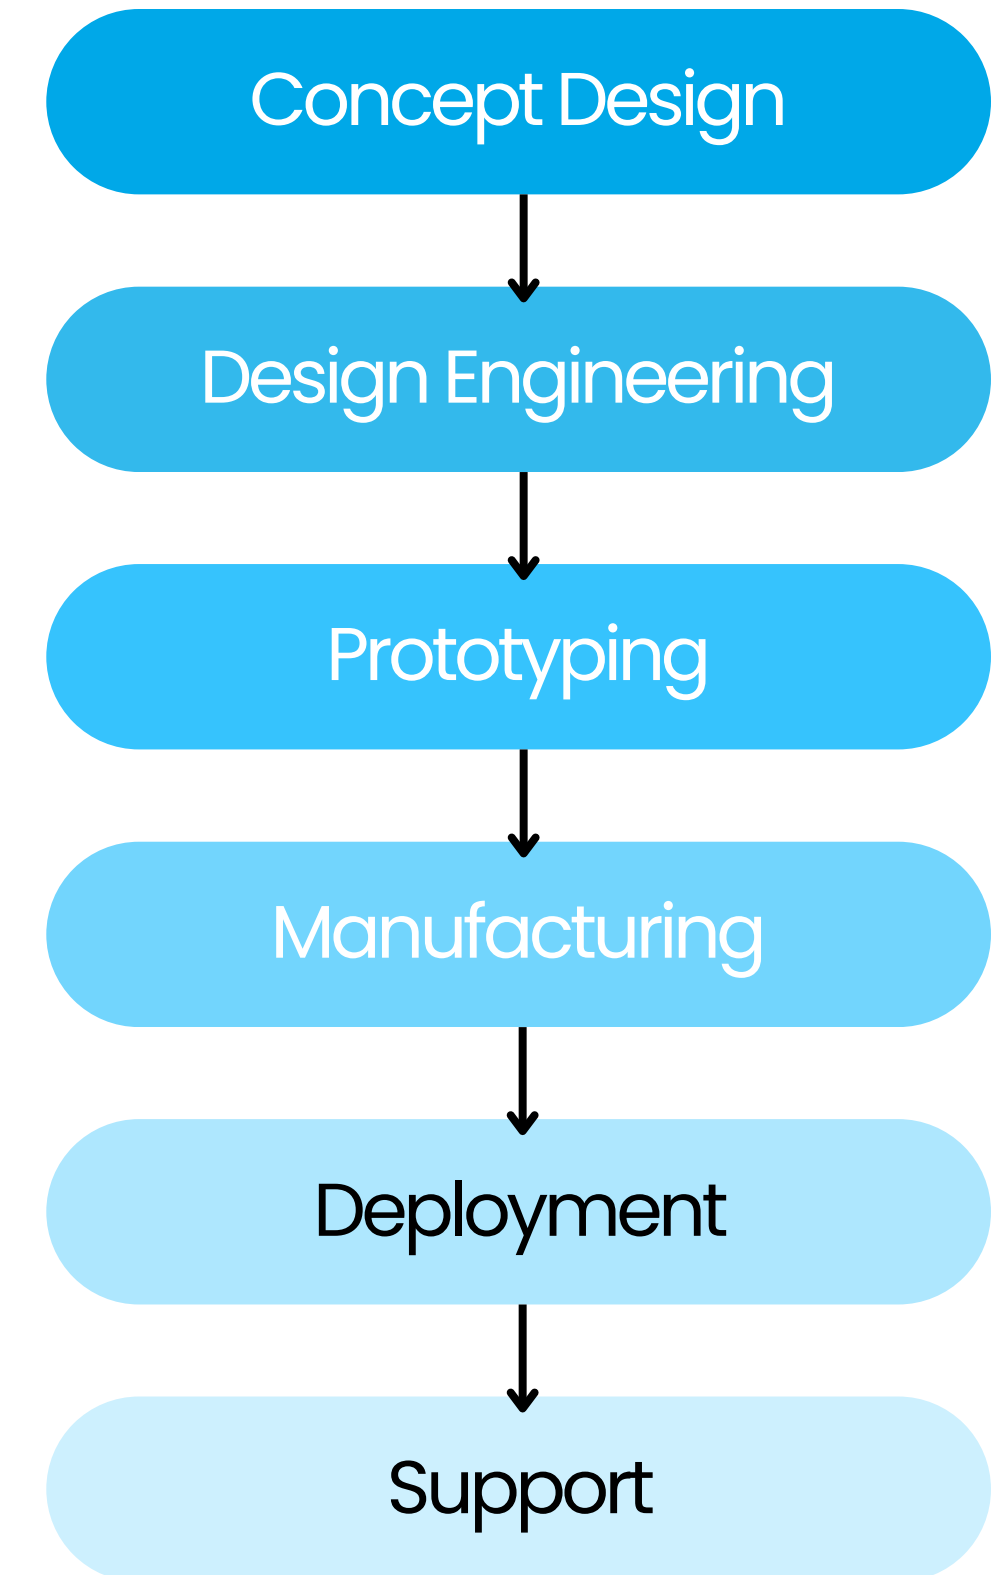 Concept Design
Design Engineering
Prototyping
Manufacturing
Deployment
Support